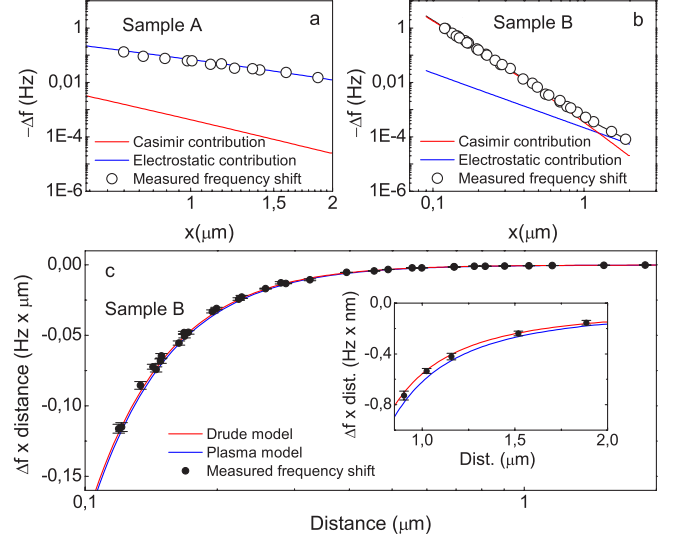 Sample A
a
1
0,01
1E-4
1E-6
−Δf (Hz)
Casimir contribution
Electrostatic contribution
Measured frequency shift
1
1,5
2
x(μm)
Sample B
b
1
0,01
1E-4
1E-6
−Δf (Hz)
Casimir contribution
Electrostatic contribution
Measured frequency shift
0,1
1
x(μm)
c
Sample B
0,00
-0,05
-0,10
-0,15
Δf x distance (Hz x μm)
Drude model
Plasma model
Measured frequency shift
0,1
1
Distance (μm)
0,0
-0,4
-0,8
Δf x dist. (Hz x nm)
1,0
1,5
2,0
Dist. (μm)